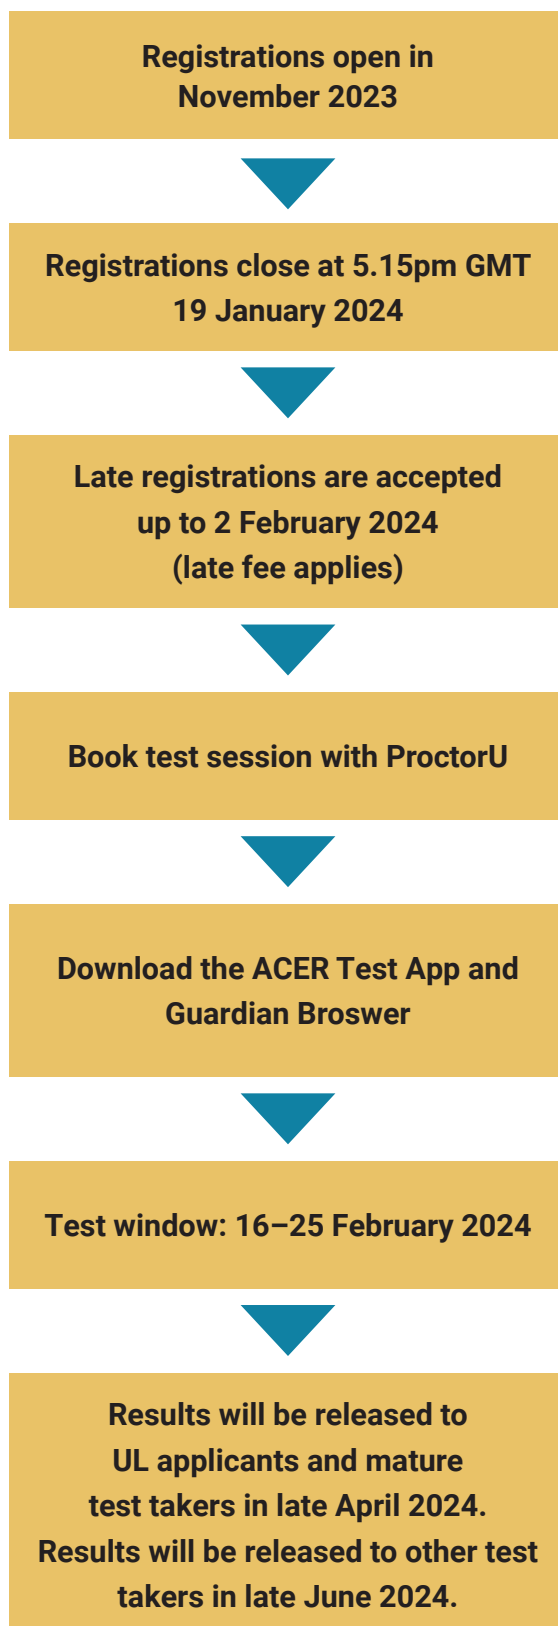 Registrations open in
November 2023
Registrations close at 5.15pm GMT
19 January 2024
Late registrations are accepted
up to 2 February 2024
(late fee applies)
Book test session with ProctorU
Download the ACER Test App and
Guardian Broswer
Test window: 16–25 February 2024
Results will be released to
UL applicants and mature
test takers in late April 2024.
Results will be released to other test
takers in late June 2024.